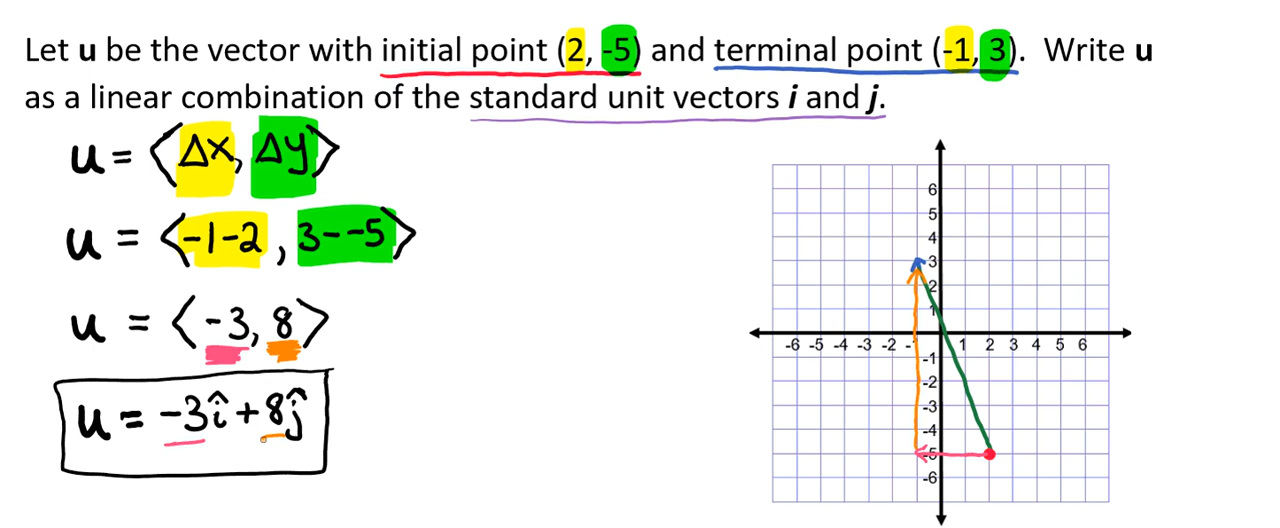 Let u be the vector with initial point (2, -5) and terminal point (-1, 3). Write u
as a linear combination of the standard unit vectors i and j.
u = ⟨Δx, Δy⟩
u = ⟨-1-2, 3--5⟩
u = ⟨-3, 8⟩
u = -3î+8ĵ
6
5
4
3
2
1
-6 -5 -4 -3 -2 - 1 2 3 4 5 6
-1
-2
-3
-4
-5
-6